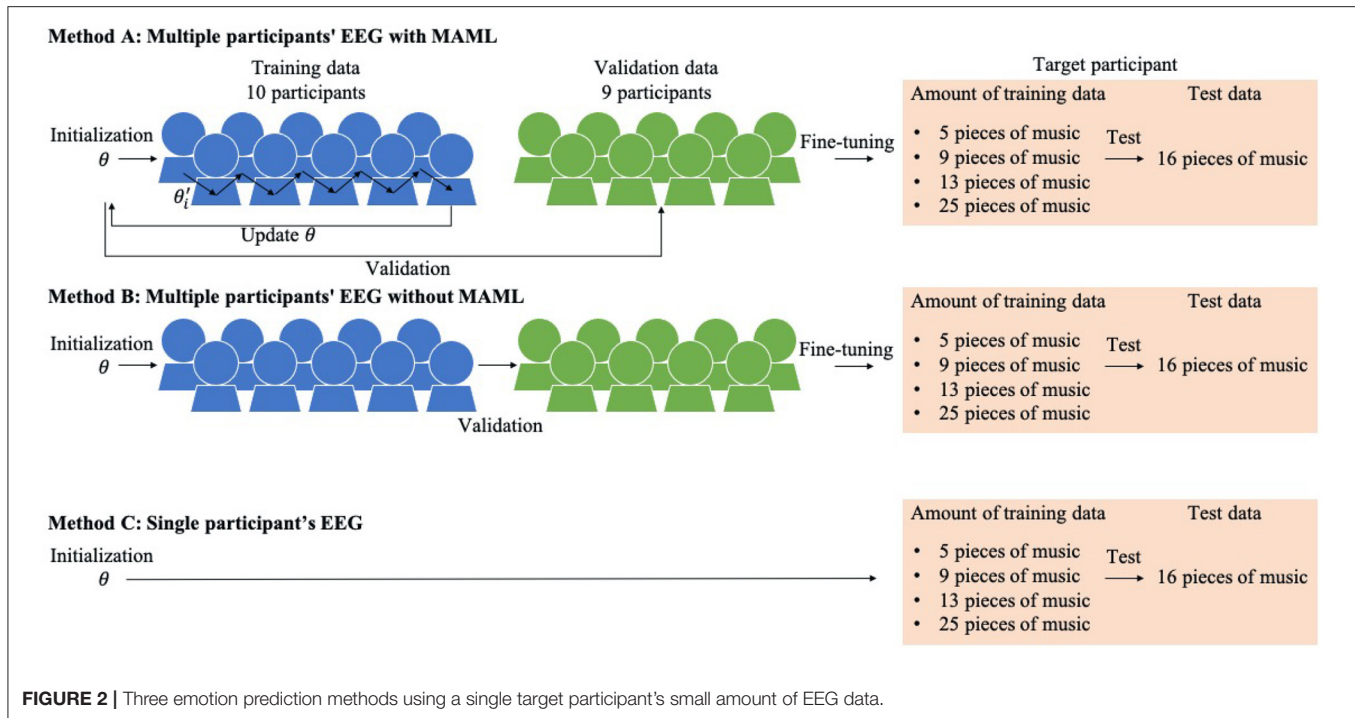 Method A: Multiple participants' EEG with MAML
Training data
10 participants
Validation data
9 participants
Target participant
Initialization
θ
θ′i
Update θ
Validation
Fine-tuning
Amount of training data
• 5 pieces of music
• 9 pieces of music
• 13 pieces of music
• 25 pieces of music
Test
Test data
16 pieces of music
Method B: Multiple participants' EEG without MAML
Initialization
θ
Validation
Fine-tuning
Amount of training data
• 5 pieces of music
• 9 pieces of music
• 13 pieces of music
• 25 pieces of music
Test
Test data
16 pieces of music
Method C: Single participant’s EEG
Initialization
θ
Amount of training data
• 5 pieces of music
• 9 pieces of music
• 13 pieces of music
• 25 pieces of music
Test
Test data
16 pieces of music
FIGURE 2 | Three emotion prediction methods using a single target participant’s small amount of EEG data.